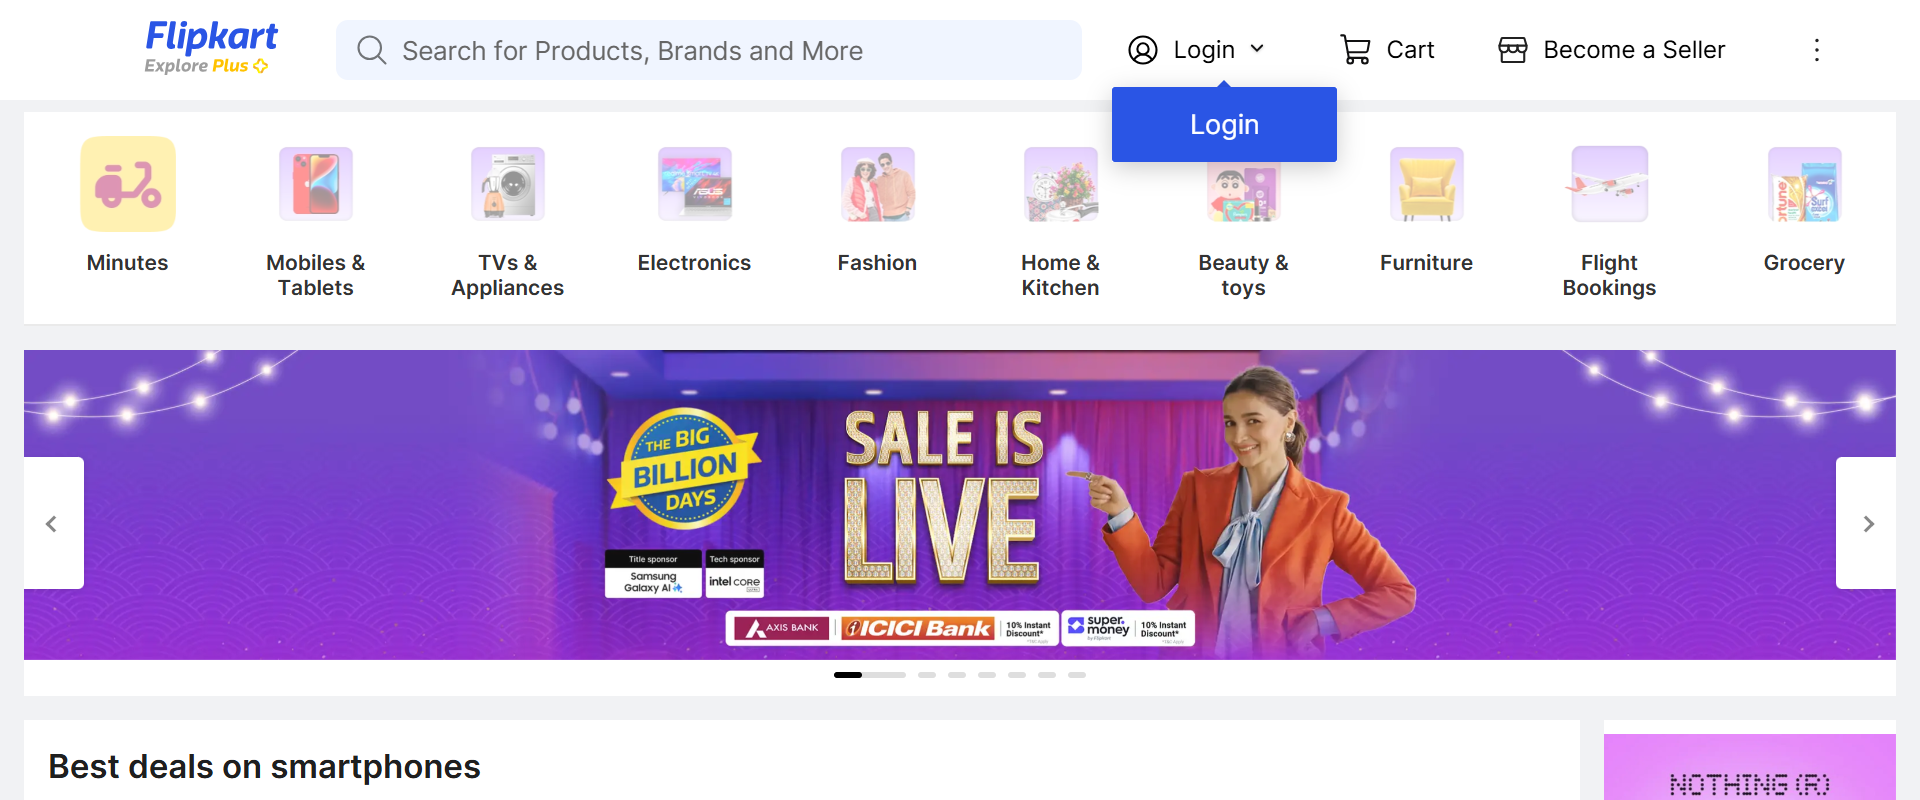 Flipkart
Explore Plus
Search for Products, Brands and More
Login
Cart
Become a Seller
Login
Minutes
Mobiles &
Tablets
TVs &
Appliances
Electronics
Fashion
Home &
Kitchen
Beauty &
toys
Furniture
Flight
Bookings
Grocery
THE BIG
BILLION
DAYS
SALE IS
LIVE
Title sponsor
Samsung
Galaxy AI
Tech sponsor
intel core
AXIS BANK
ICICI Bank
10% Instant
Discount*
super.
money
by Flipkart
10% Instant
Discount*
Best deals on smartphones
NOTHING (R)